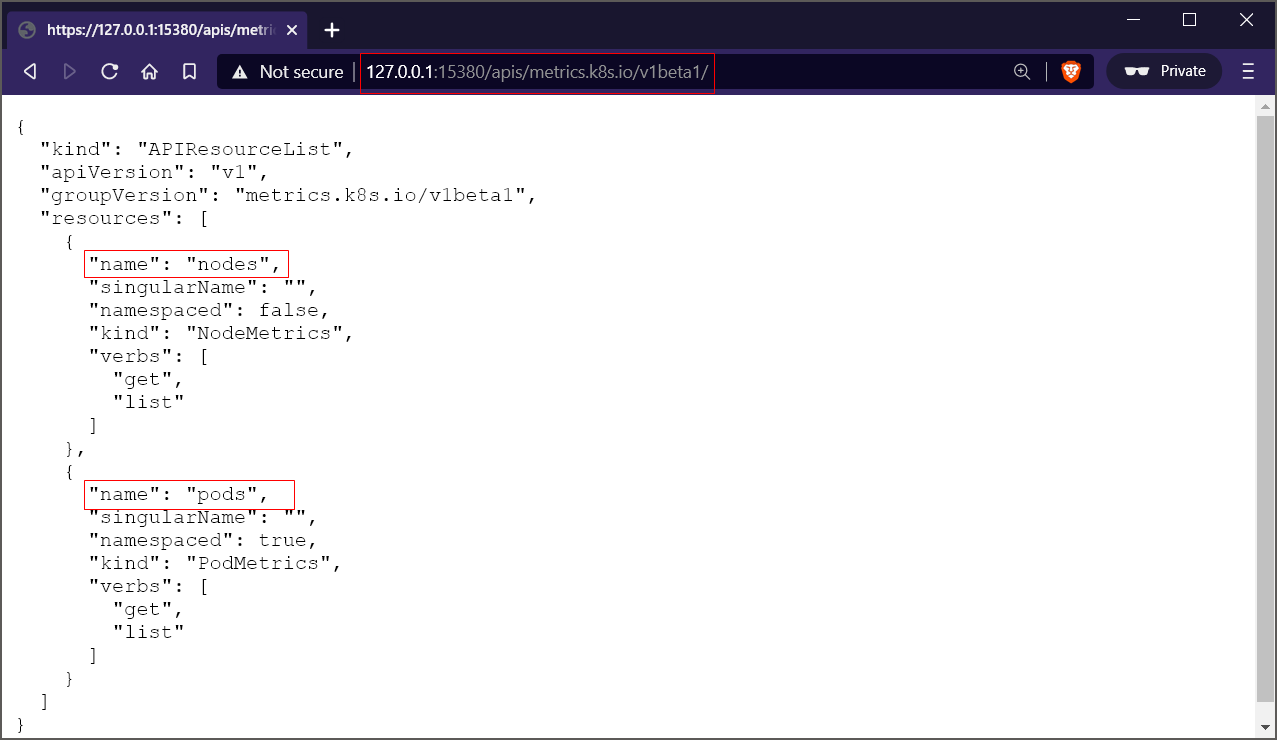 https://127.0.0.1:15380/apis/metri
Not secure 127.0.0.1:15380/apis/metrics.k8s.io/v1beta1/ Private
{
  "kind": "APIResourceList",
  "apiVersion": "v1",
  "groupVersion": "metrics.k8s.io/v1beta1",
  "resources": [
    {
      "name": "nodes",
      "singularName": "",
      "namespaced": false,
      "kind": "NodeMetrics",
      "verbs": [
        "get",
        "list"
      ]
    },
    {
      "name": "pods",
      "singularName": "",
      "namespaced": true,
      "kind": "PodMetrics",
      "verbs": [
        "get",
        "list"
      ]
    }
  ]
}